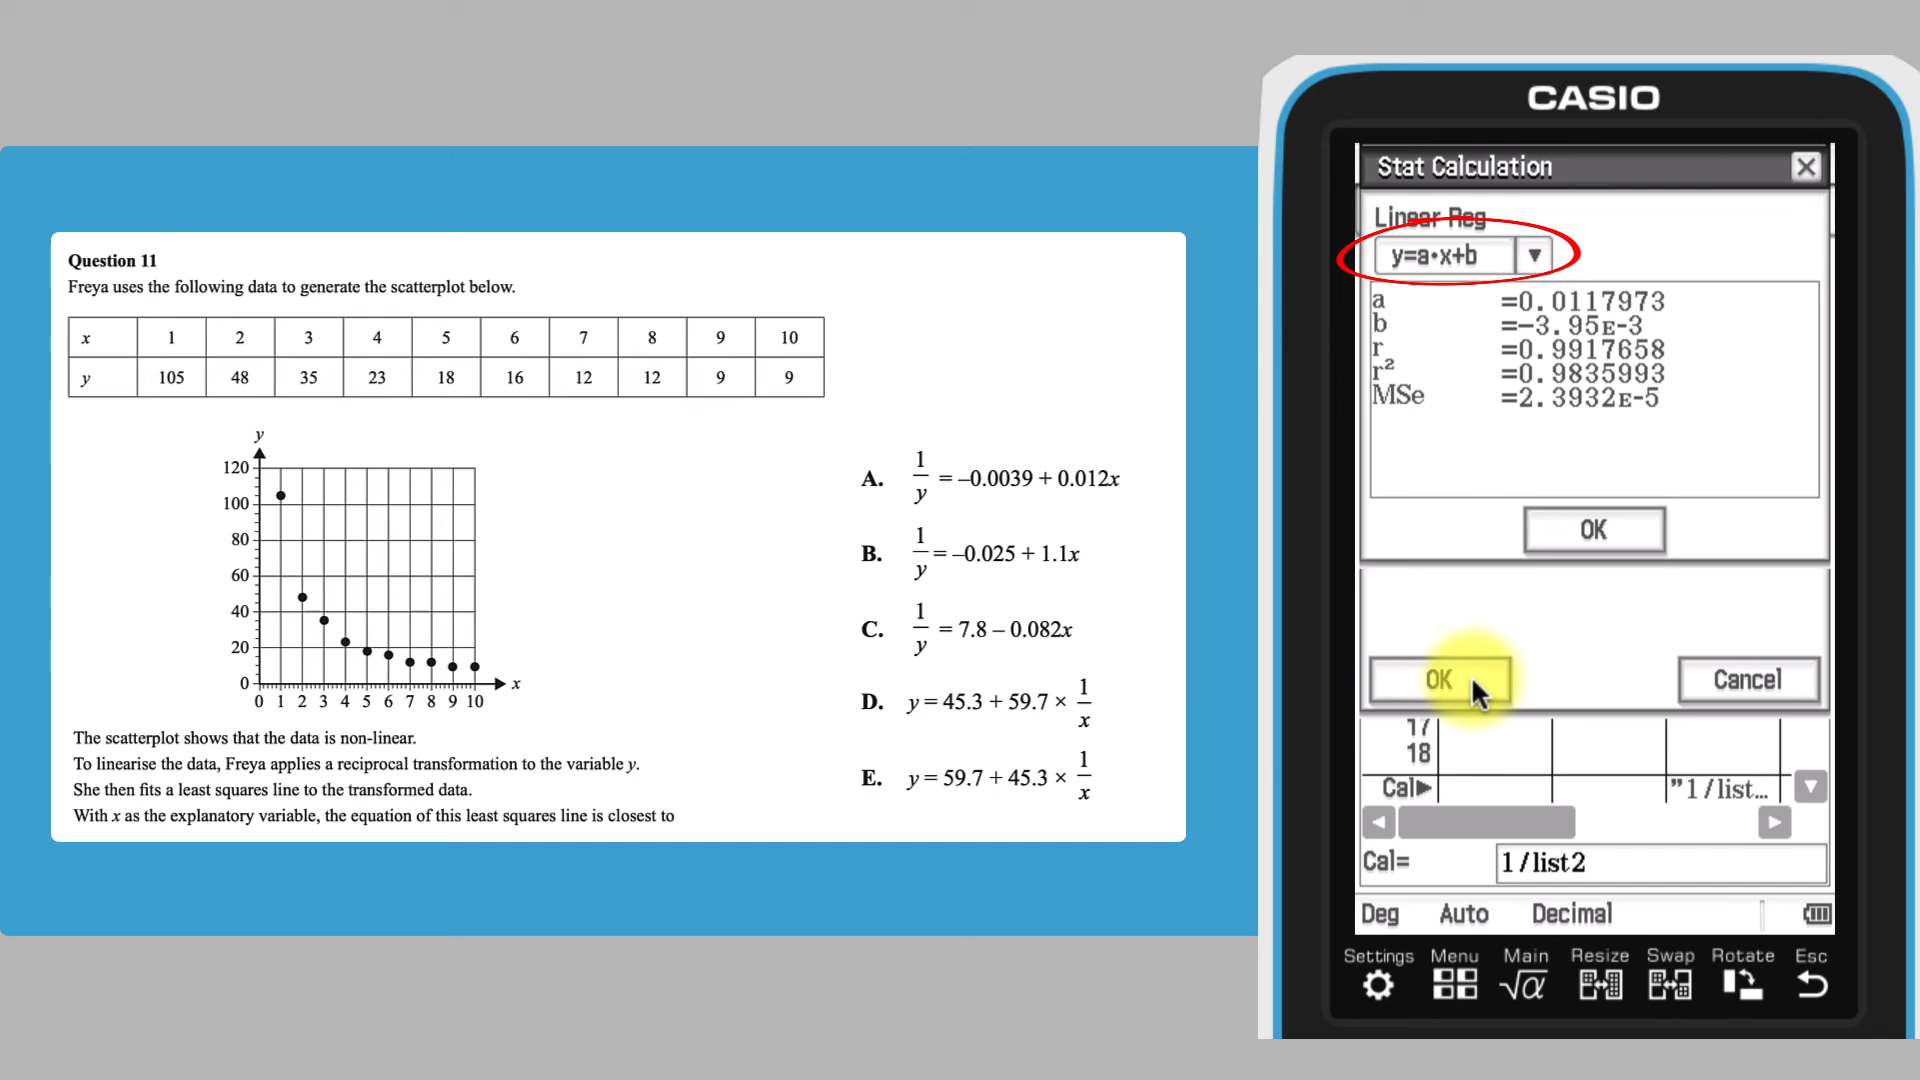 Question 11
Freya uses the following data to generate the scatterplot below.
x 1 2 3 4 5 6 7 8 9 10
y 105 48 35 23 18 16 12 12 9 9
y
120
100
80
60
40
20
0
0 1 2 3 4 5 6 7 8 9 10
x
The scatterplot shows that the data is non-linear.
To linearise the data, Freya applies a reciprocal transformation to the variable y.
She then fits a least squares line to the transformed data.
With x as the explanatory variable, the equation of this least squares line is closest to
A. 1/y = –0.0039 + 0.012x
B. 1/y = –0.025 + 1.1x
C. 1/y = 7.8 – 0.082x
D. y = 45.3 + 59.7 × 1/x
E. y = 59.7 + 45.3 × 1/x
CASIO
Stat Calculation
Linear Reg
y=a•x+b
a =0.0117973
b =-3.95E-3
r =0.9917658
r² =0.9835993
MSe =2.3932E-5
OK
OK Cancel
17
18
Cal▶ "1/list...
Cal= 1/list2
Deg Auto Decimal
Settings Menu Main Resize Swap Rotate Esc
√α